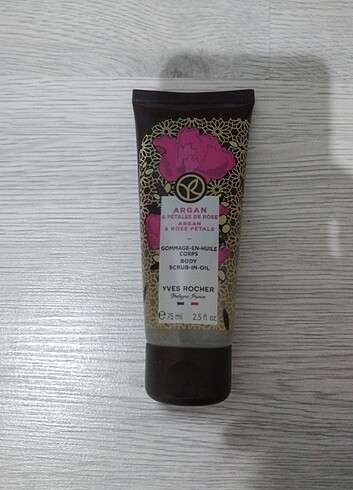 YR
ARGAN
& PÉTALES DE ROSE
ARGAN
& ROSE PETALS
GOMMAGE-EN-HUILE
CORPS
BODY
SCRUB-IN-OIL
YVES ROCHER
Bretagne France
e 75 ml 2.5 fl. oz